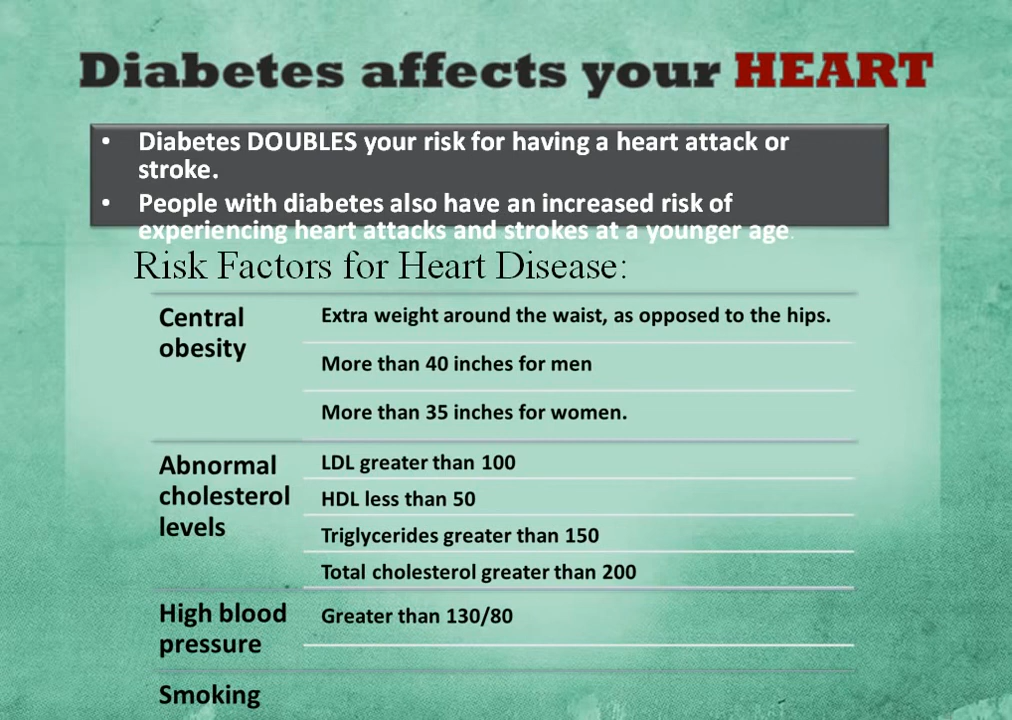 Diabetes affects your HEART
• Diabetes DOUBLES your risk for having a heart attack or
stroke.
• People with diabetes also have an increased risk of
experiencing heart attacks and strokes at a younger age.
Risk Factors for Heart Disease:
Central
obesity
Extra weight around the waist, as opposed to the hips.
More than 40 inches for men
More than 35 inches for women.
Abnormal
cholesterol
levels
LDL greater than 100
HDL less than 50
Triglycerides greater than 150
Total cholesterol greater than 200
High blood
pressure
Greater than 130/80
Smoking